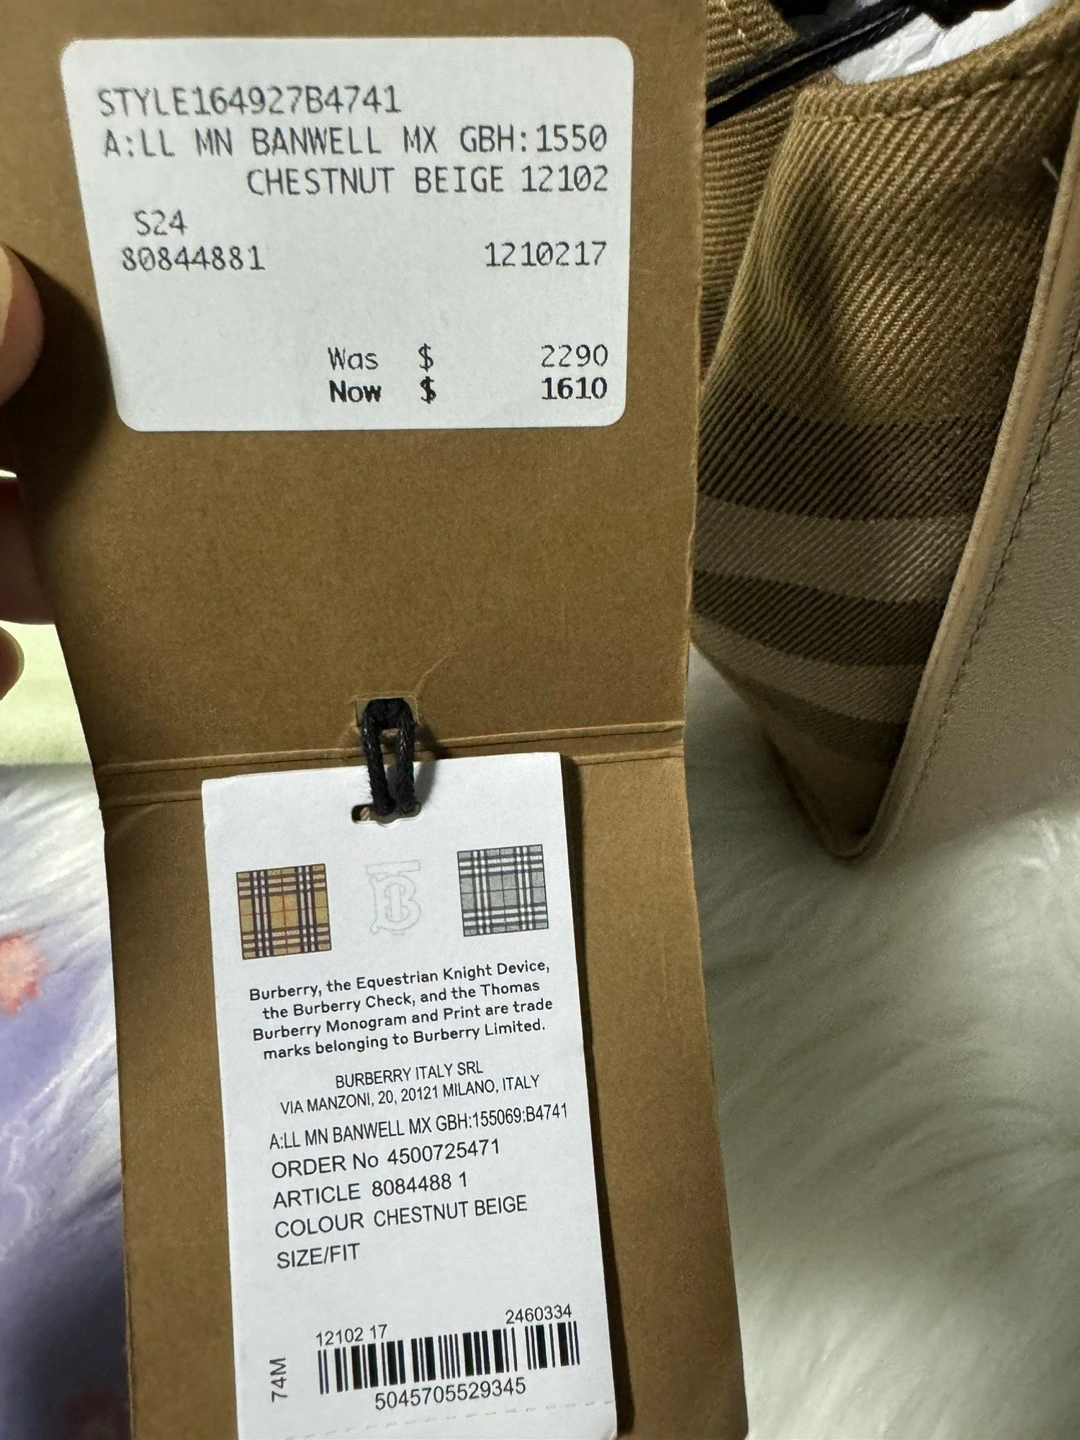 STYLE164927B4741
A:LL MN BANWELL MX GBH:1550
CHESTNUT BEIGE 12102
S24
80844881 1210217
Was $ 2290
Now $ 1610
B
Burberry, the Equestrian Knight Device,
the Burberry Check, and the Thomas
Burberry Monogram and Print are trade
marks belonging to Burberry Limited.
BURBERRY ITALY SRL
VIA MANZONI, 20, 20121 MILANO, ITALY
A:LL MN BANWELL MX GBH:155069:B4741
ORDER No 4500725471
ARTICLE 8084488 1
COLOUR CHESTNUT BEIGE
SIZE/FIT
12102 17 2460334
74M
5045705529345